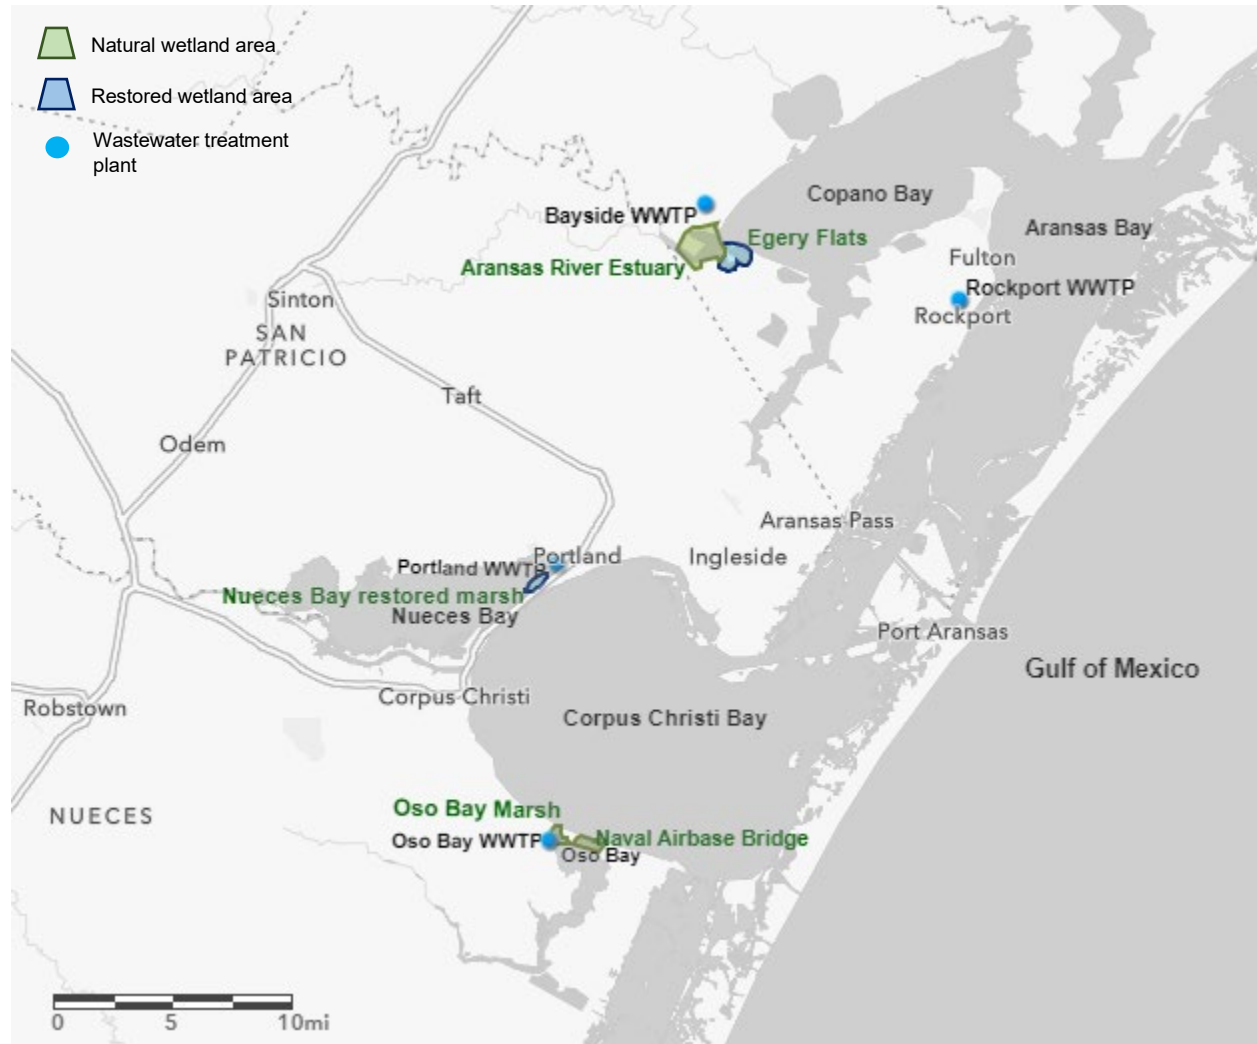 Natural wetland area
Restored wetland area
Wastewater treatment
plant
Copano Bay
Bayside WWTP
Aransas Bay
Egery Flats
Fulton
Aransas River Estuary
Rockport WWTP
Sinton
Rockport
SAN
PATRICIO
Taft
Odem
Aransas Pass
Portland
Ingleside
Portland WWTP
Nueces Bay restored marsh
Nueces Bay
Port Aransas
Gulf of Mexico
Corpus Christi
Robstown
Corpus Christi Bay
NUECES
Oso Bay Marsh
Naval Airbase Bridge
Oso Bay WWTP
Oso Bay
0 5 10mi